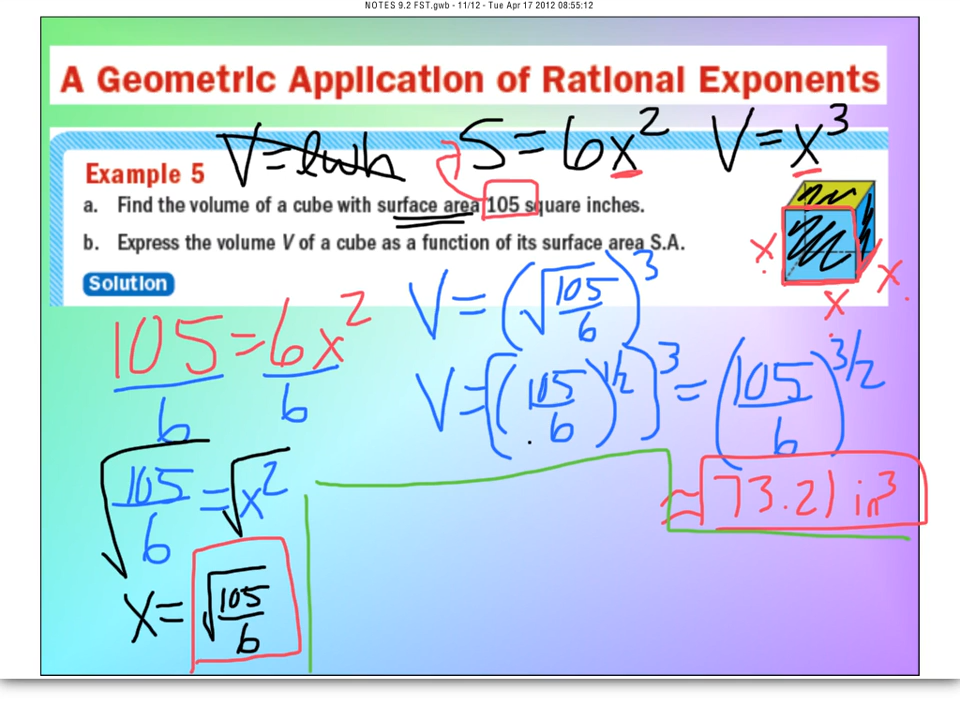 NOTES 9.2 FST.gwb - 11/12 - Tue Apr 17 2012 08:55:12
A Geometric Application of Rational Exponents
V=lwh S=6x² V=x³
Example 5
a. Find the volume of a cube with surface area 105 square inches.
b. Express the volume V of a cube as a function of its surface area S.A.
Solution
x x x
105/6 = 6x²/6
√105/6 = √x²
x = √105/6
V = (√105/6)³
V = [(105/6)^1/2]³ = (105/6)^3/2
≈ 73.21 in³